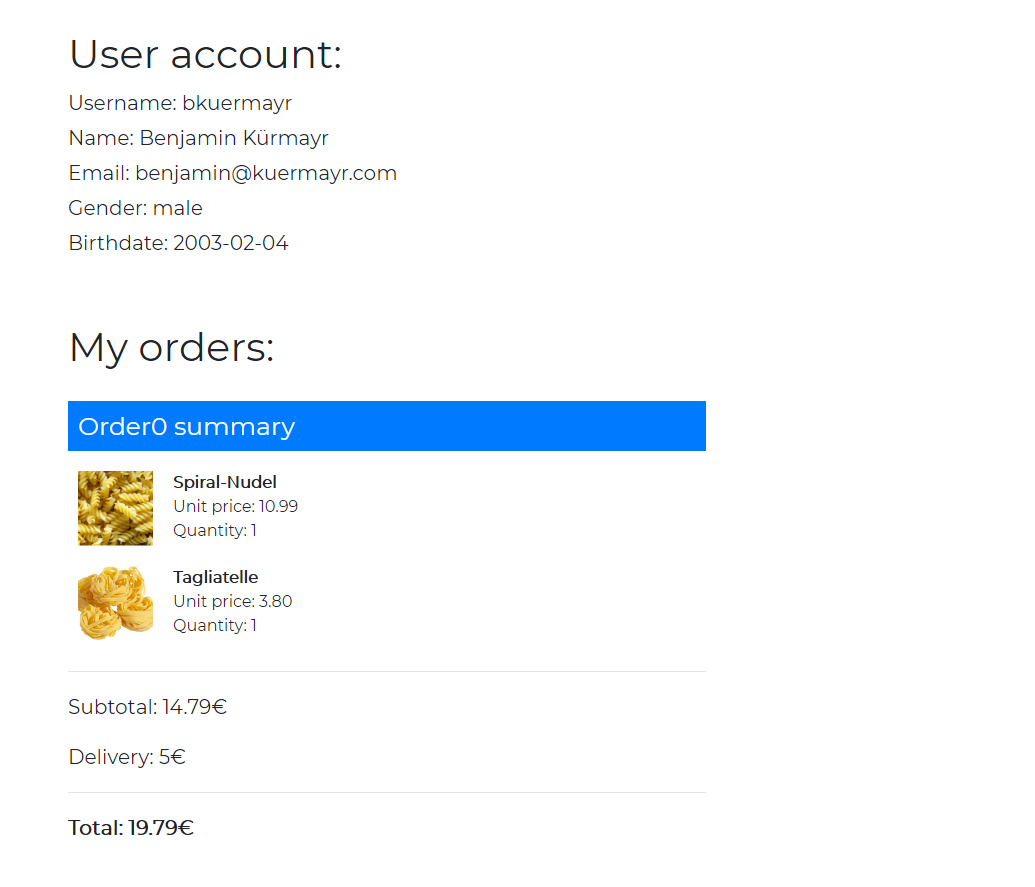 User account:
Username: bkuermayr
Name: Benjamin Kürmayr
Email: benjamin@kuermayr.com
Gender: male
Birthdate: 2003-02-04
My orders:
Order0 summary
Spiral-Nudel
Unit price: 10.99
Quantity: 1
Tagliatelle
Unit price: 3.80
Quantity: 1
Subtotal: 14.79€
Delivery: 5€
Total: 19.79€